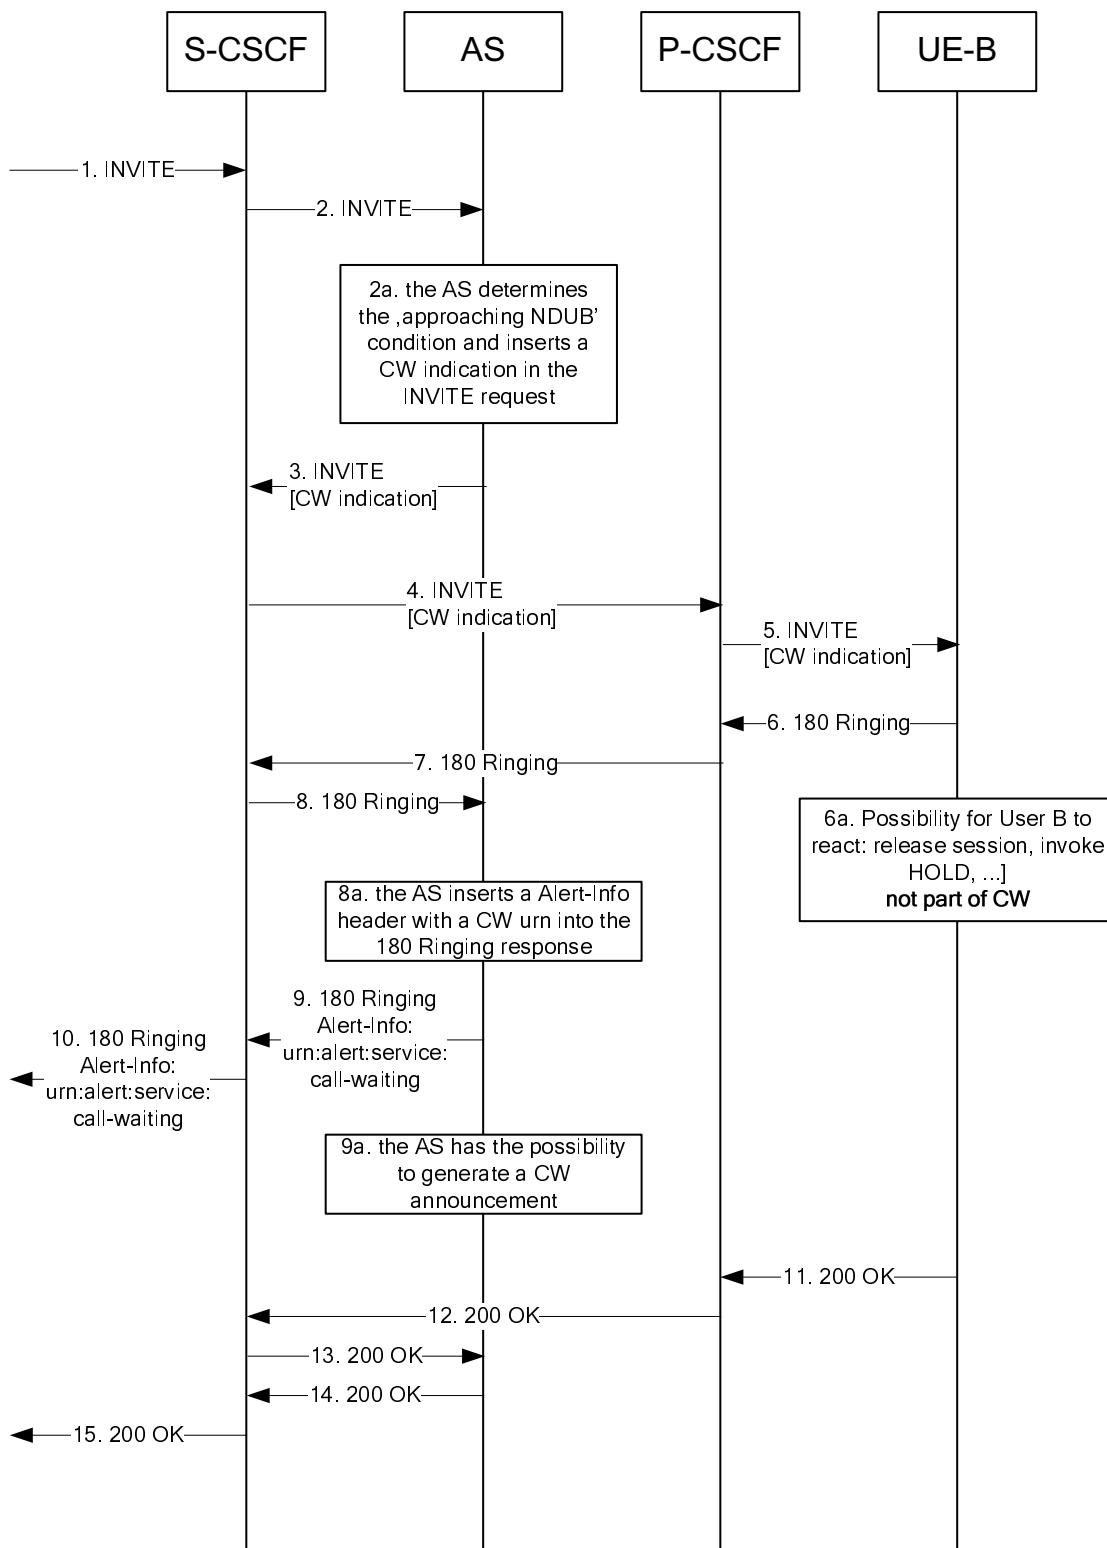 S-CSCF
AS
P-CSCF
UE-B
1. INVITE
2. INVITE
2a. the AS determines
the ‚approaching NDUB’
condition and inserts a
CW indication in the
INVITE request
3. INVITE
[CW indication]
4. INVITE
[CW indication]
5. INVITE
[CW indication]
6. 180 Ringing
7. 180 Ringing
8. 180 Ringing
6a. Possibility for User B to
react: release session, invoke
HOLD, ...]
not part of CW
8a. the AS inserts a Alert-Info
header with a CW urn into the
180 Ringing response
9. 180 Ringing
Alert-Info:
urn:alert:service:
call-waiting
10. 180 Ringing
Alert-Info:
urn:alert:service:
call-waiting
9a. the AS has the possibility
to generate a CW
announcement
11. 200 OK
12. 200 OK
13. 200 OK
14. 200 OK
15. 200 OK